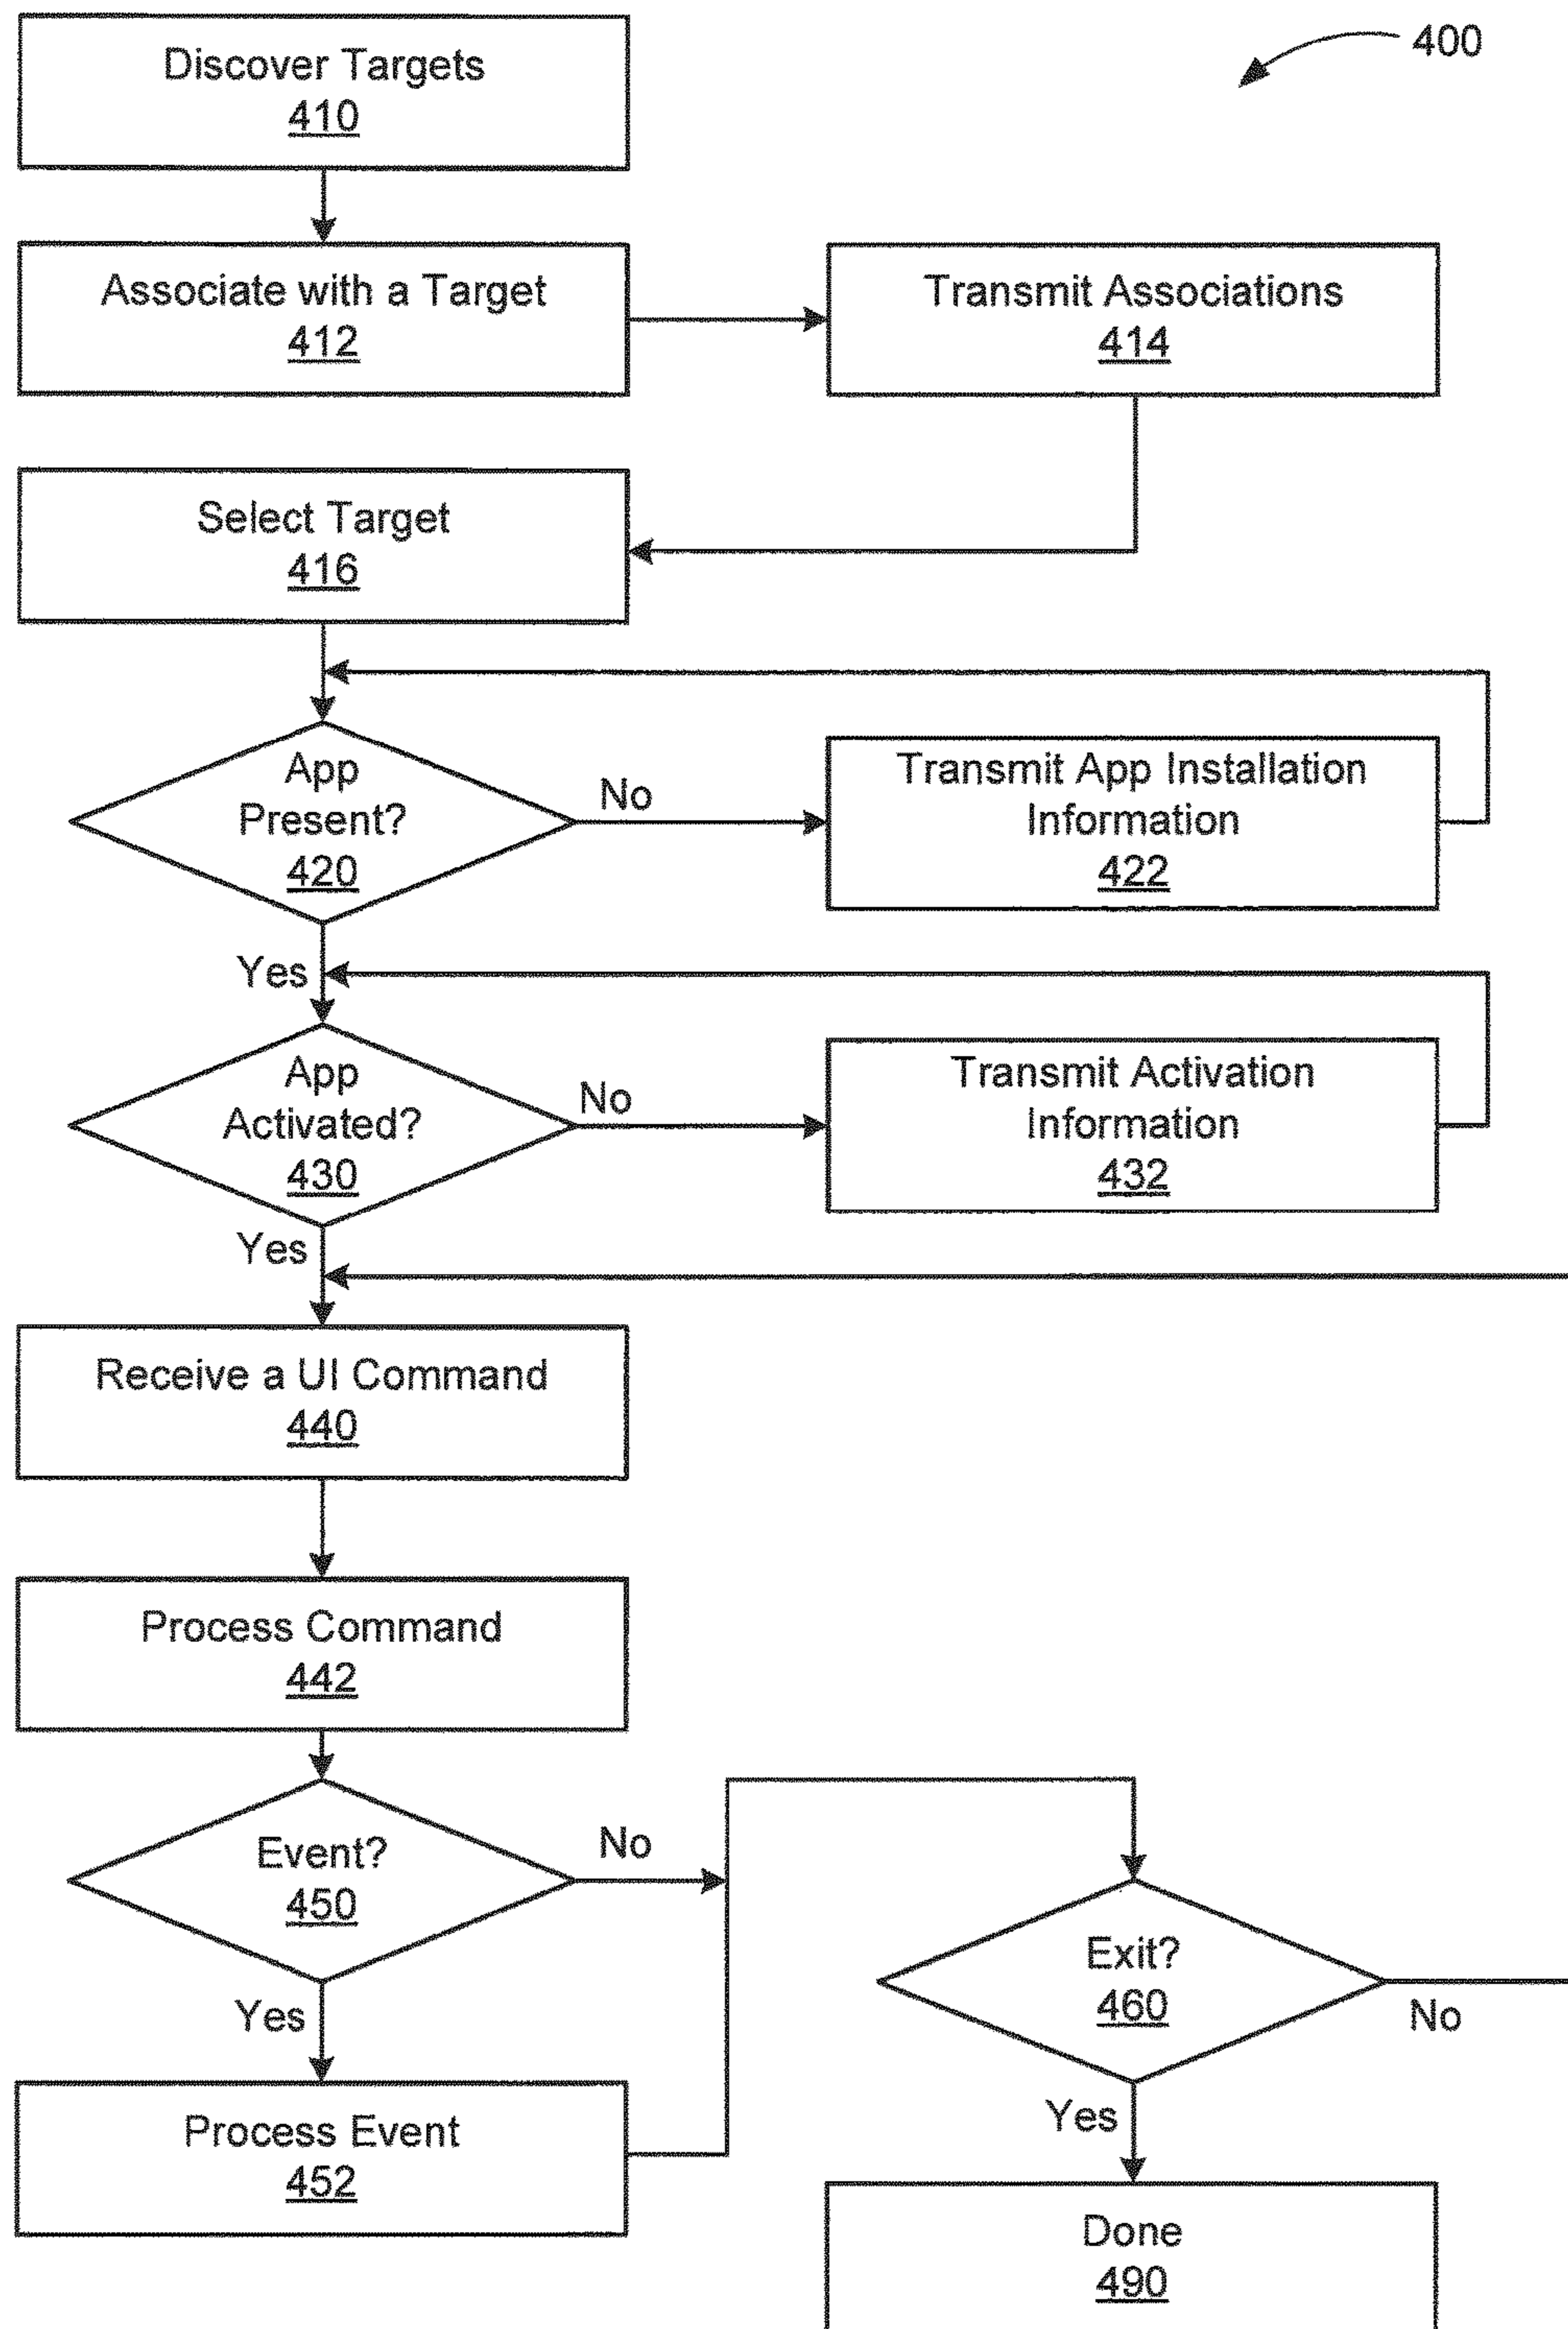 400
Discover Targets
410
Associate with a Target
412
Transmit Associations
414
Select Target
416
App
Present?
420
No
Transmit App Installation
Information
422
Yes
App
Activated?
430
No
Transmit Activation
Information
432
Yes
Receive a UI Command
440
Process Command
442
Event?
450
No
Yes
Process Event
452
Exit?
460
No
Yes
Done
490